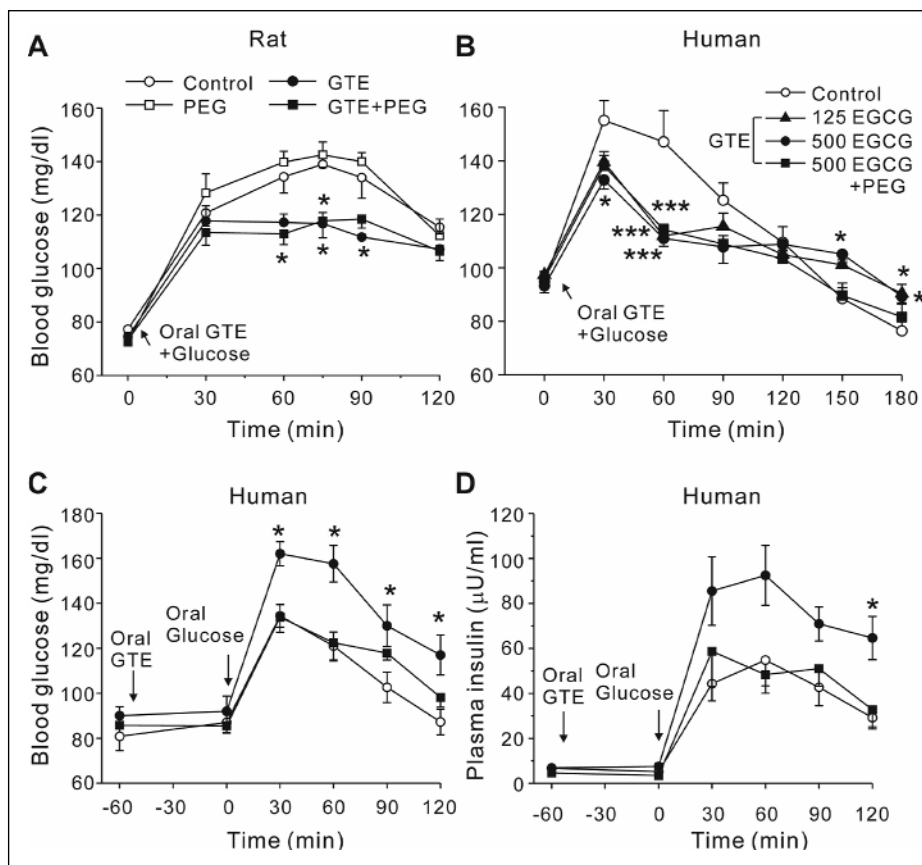 A
Rat
Control
GTE
PEG
GTE+PEG
Blood glucose (mg/dl)
160
140
120
100
80
60
*
*
*
*
Oral GTE
+Glucose
0
30
60
90
120
Time (min)
B
Human
Control
GTE
125 EGCG
500 EGCG
500 EGCG
+PEG
160
140
120
100
80
60
*
***
***
***
*
*
*
Oral GTE
+Glucose
0
30
60
90
120
150
180
Time (min)
C
Human
Blood glucose (mg/dl)
180
160
140
120
100
80
60
*
*
*
*
Oral
GTE
Oral
Glucose
-60
-30
0
30
60
90
120
Time (min)
D
Human
Plasma insulin (μU/ml)
120
100
80
60
40
20
0
*
Oral
GTE
Oral
Glucose
-60
-30
0
30
60
90
120
Time (min)